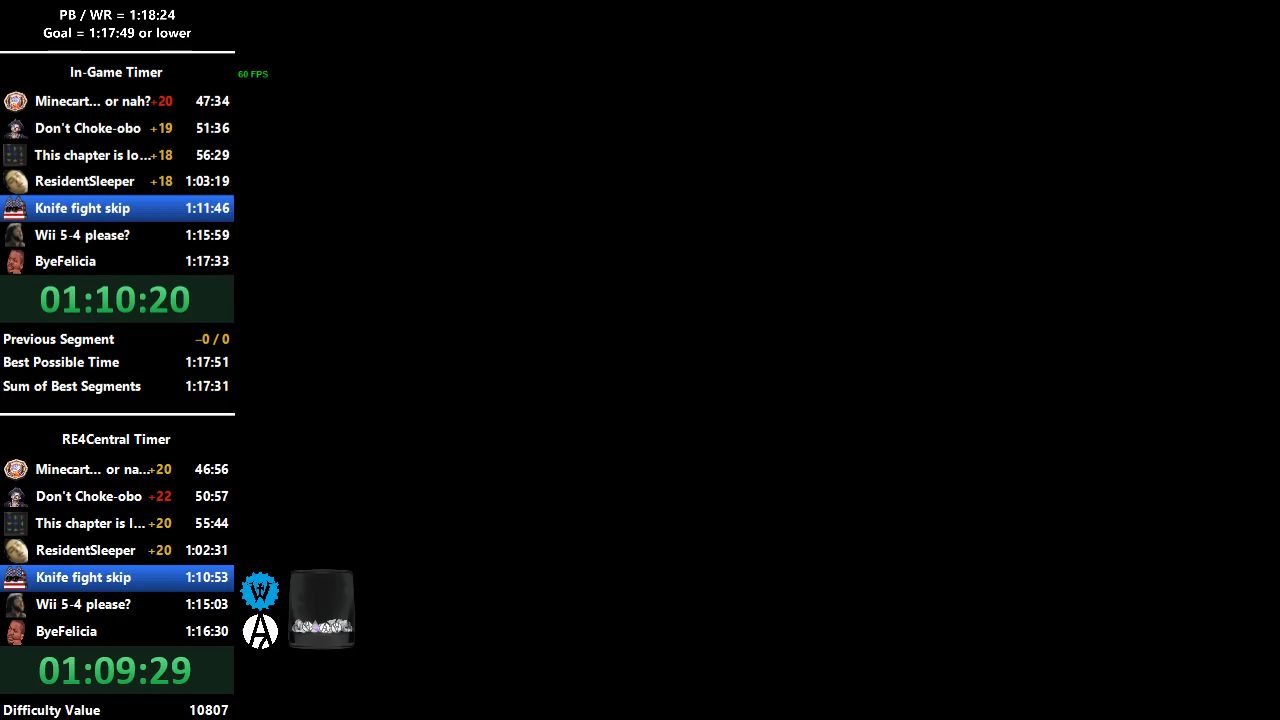 PB / WR = 1:18:24
Goal = 1:17:49 or lower
In-Game Timer
60 FPS
Minecart... or nah? +20 47:34
Don't Choke-obo +19 51:36
This chapter is lo... +18 56:29
ResidentSleeper +18 1:03:19
Knife fight skip 1:11:46
Wii 5-4 please? 1:15:59
ByeFelicia 1:17:33
01:10:20
Previous Segment −0 / 0
Best Possible Time 1:17:51
Sum of Best Segments 1:17:31
RE4Central Timer
Minecart... or na... +20 46:56
Don't Choke-obo +22 50:57
This chapter is l... +20 55:44
ResidentSleeper +20 1:02:31
Knife fight skip 1:10:53
Wii 5-4 please? 1:15:03
ByeFelicia 1:16:30
01:09:29
Difficulty Value 10807